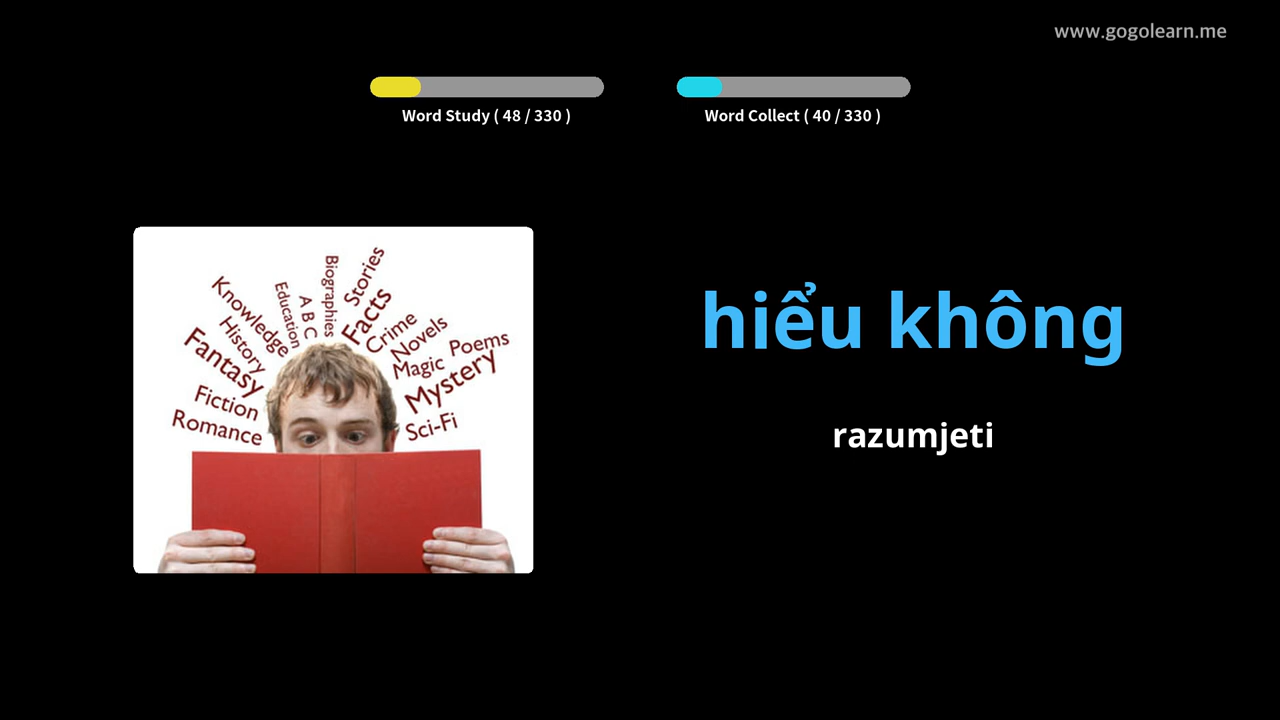 www.gogolearn.me
Word Study ( 48 / 330 )
Word Collect ( 40 / 330 )
Knowledge
History
Fantasy
Fiction
Romance
Education
A B C
Biographies
Stories
Facts
Crime
Novels
Magic
Poems
Mystery
Sci-Fi
hiểu không
razumjeti